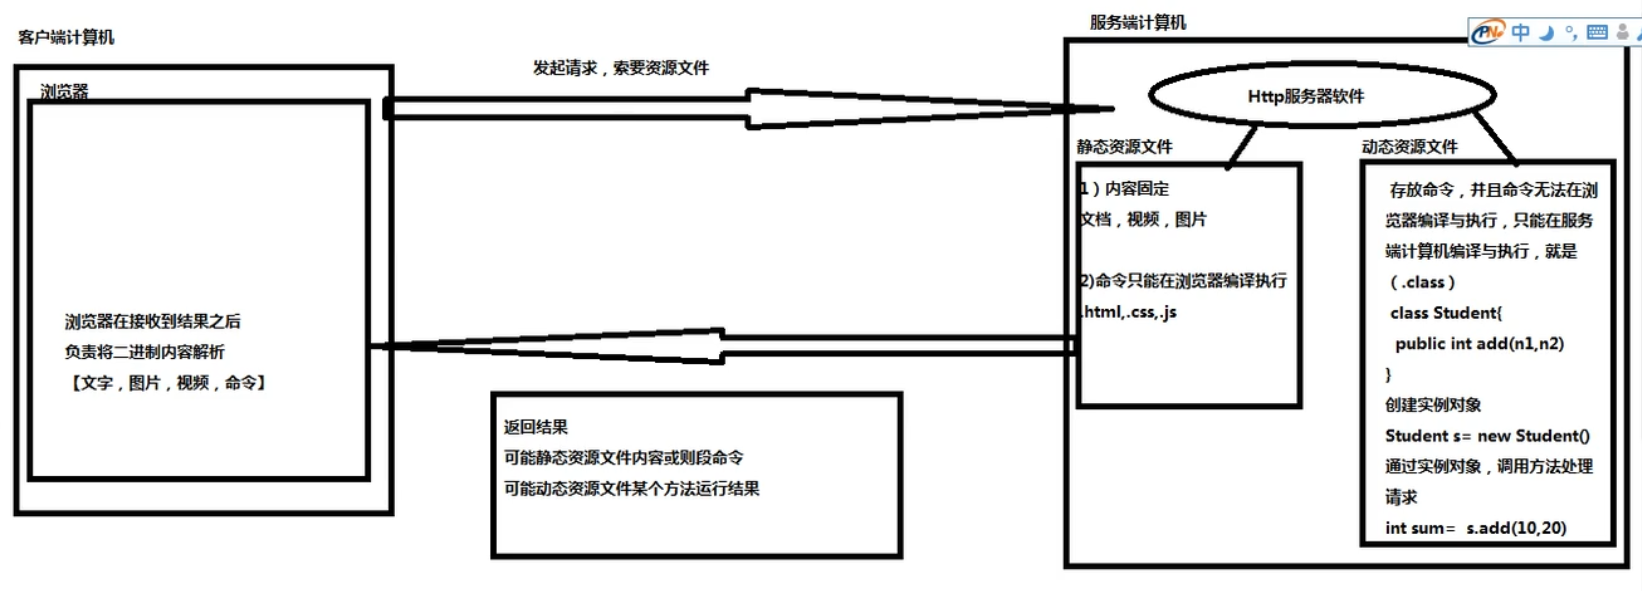 客户端计算机
浏览器
浏览器在接收到结果之后
负责将二进制内容解析
【文字，图片，视频，命令】
发起请求，索要资源文件
返回结果
可能静态资源文件内容或则段命令
可能动态资源文件某个方法运行结果
服务端计算机
中
Http服务器软件
静态资源文件
1）内容固定
文档，视频，图片
2)命令只能在浏览器编译执行
.html,.css,.js
动态资源文件
存放命令，并且命令无法在浏
览器编译与执行，只能在服务
端计算机编译与执行，就是
（.class）
class Student{
public int add(n1,n2)
}
创建实例对象
Student s= new Student()
通过实例对象，调用方法处理
请求
int sum= s.add(10,20)